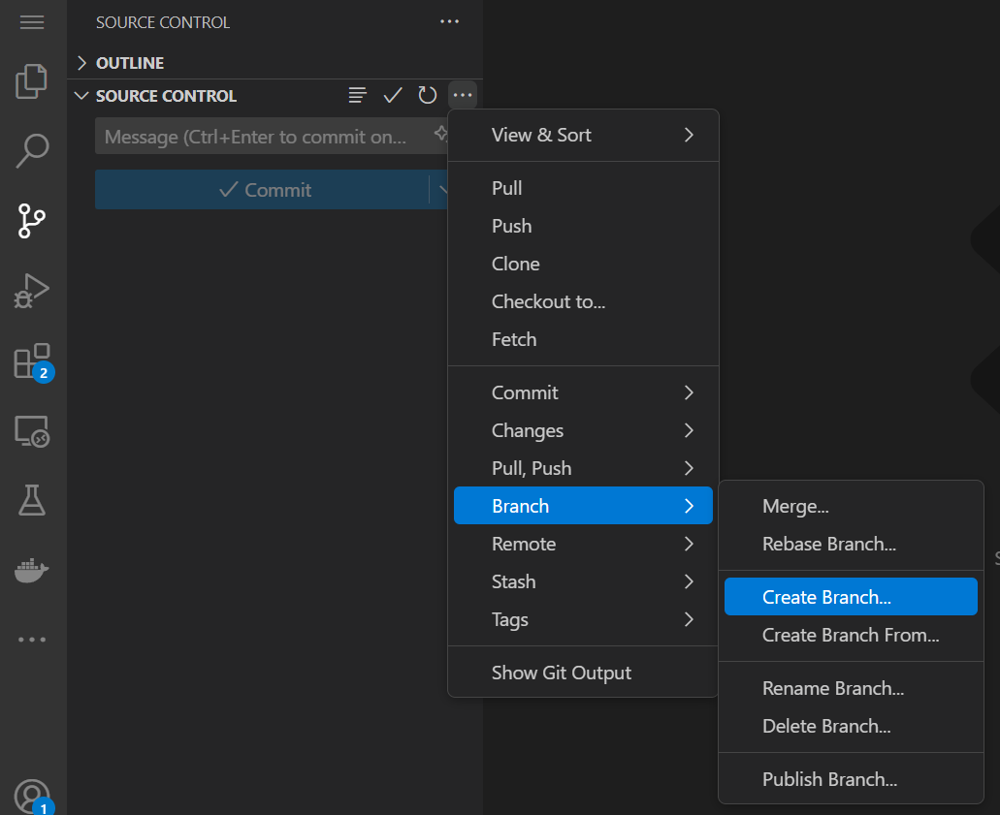 SOURCE CONTROL
OUTLINE
SOURCE CONTROL
Message (Ctrl+Enter to commit on...
Commit
2
1
View & Sort
Pull
Push
Clone
Checkout to...
Fetch
Commit
Changes
Pull, Push
Branch
Remote
Stash
Tags
Show Git Output
Merge...
Rebase Branch...
Create Branch...
Create Branch From...
Rename Branch...
Delete Branch...
Publish Branch...